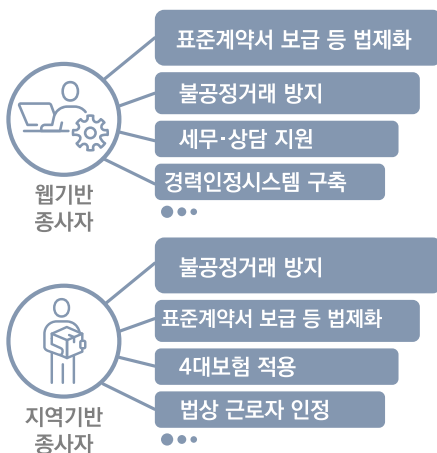 표준계약서 보급 등 법제화
불공정거래 방지
세무·상담 지원
경력인정시스템 구축
웹기반
종사자
불공정거래 방지
표준계약서 보급 등 법제화
4대보험 적용
법상 근로자 인정
지역기반
종사자